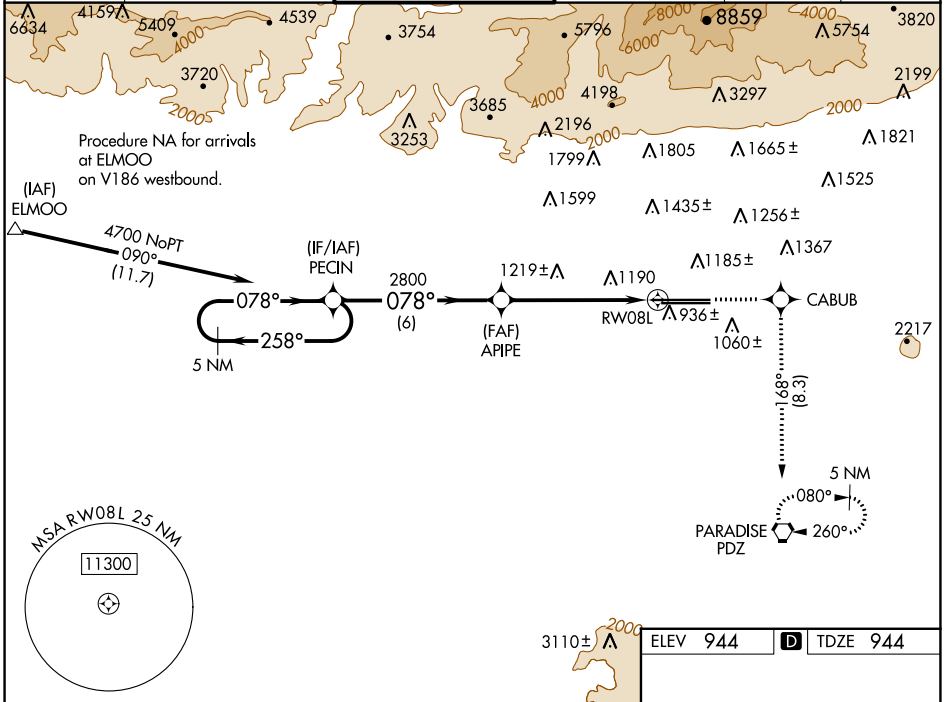 6634
4159
5409
4000
4539
3754
5796
8000
8859
6000
4000
5754
3820
3720
2000
3253
3685
4000
4198
3297
2199
2000
2196
2000
Procedure NA for arrivals
at ELMOO
on V186 westbound.
1799
1805
1665±
1821
1525
1599
1435±
1256±
(IAF)
ELMOO
4700 NoPT
090°
(11.7)
(IF/IAF)
PECIN
1219±
1190
1185±
1367
078°
2800
078°
(6)
(FAF)
APIPE
RW08L
936±
CABUB
1060±
2217
258°
5 NM
168°
(8.3)
5 NM
080°
PARADISE
PDZ
260°
MSA RW08L 25 NM
11300
3110±
2000
ELEV 944 D TDZE 944